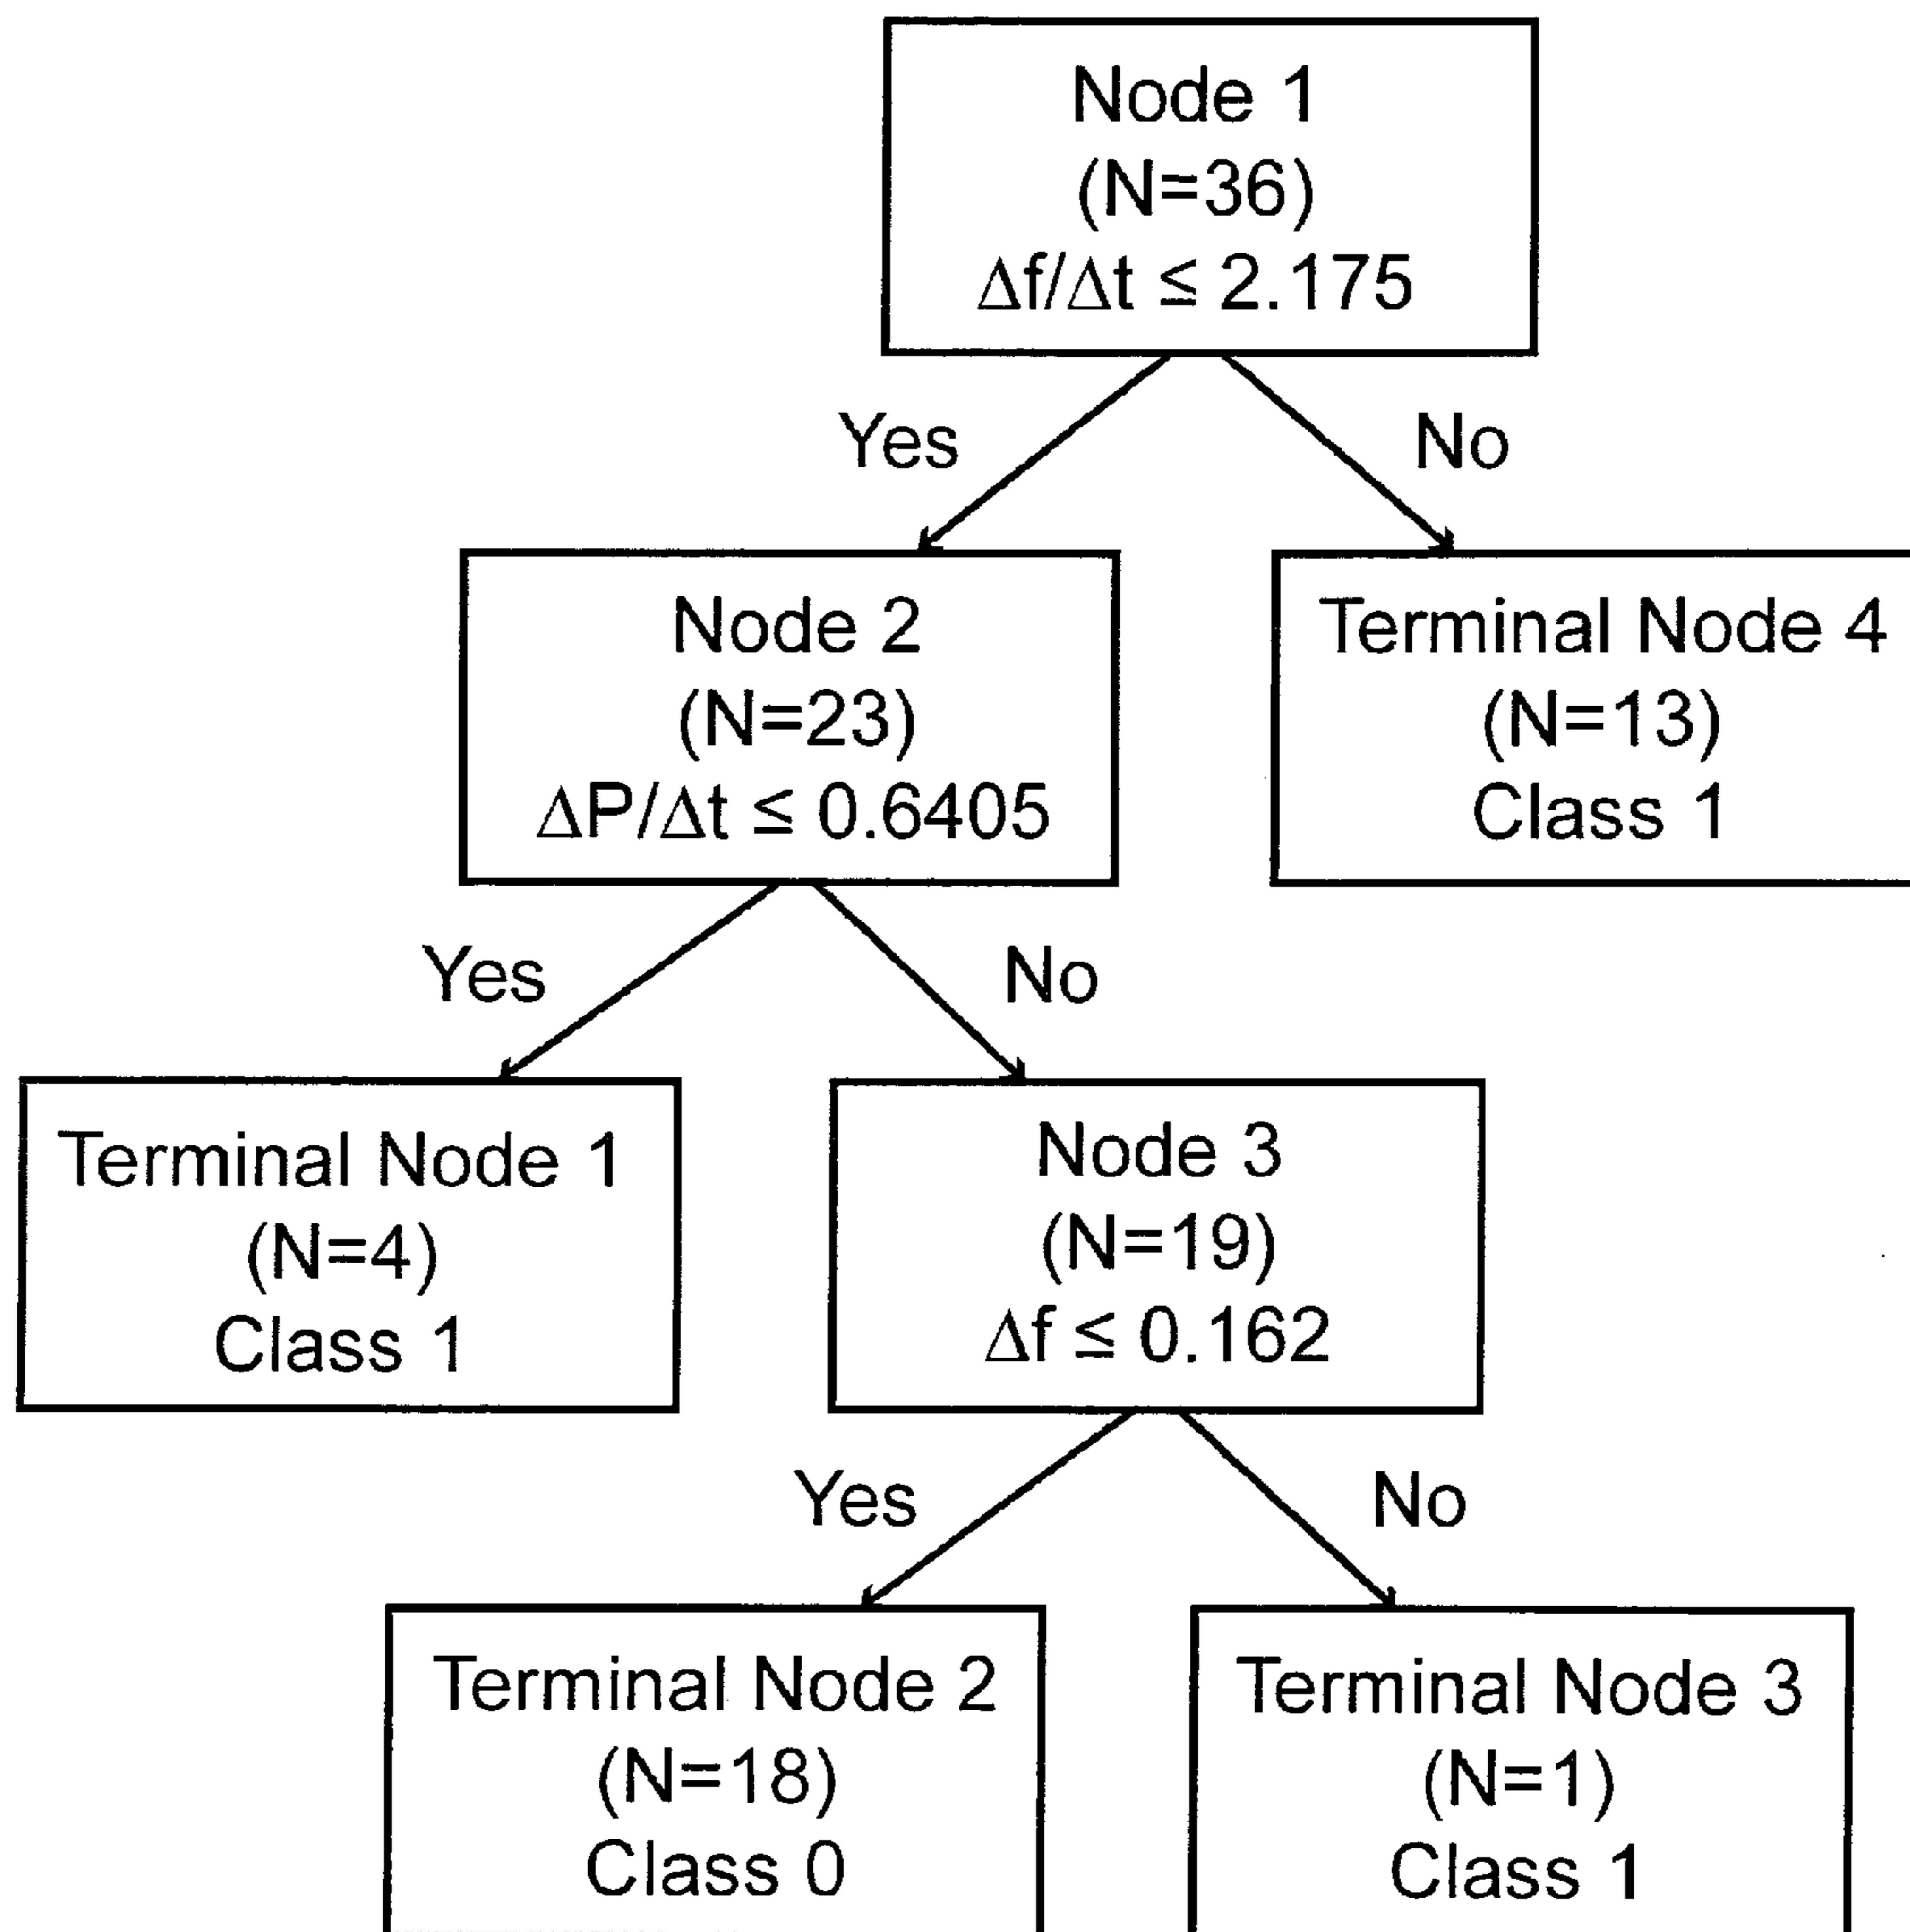 Node 1
(N=36)
Δf/Δt ≤ 2.175
Yes
No
Node 2
(N=23)
ΔP/Δt ≤ 0.6405
Terminal Node 4
(N=13)
Class 1
Yes
No
Terminal Node 1
(N=4)
Class 1
Node 3
(N=19)
Δf ≤ 0.162
Yes
No
Terminal Node 2
(N=18)
Class 0
Terminal Node 3
(N=1)
Class 1